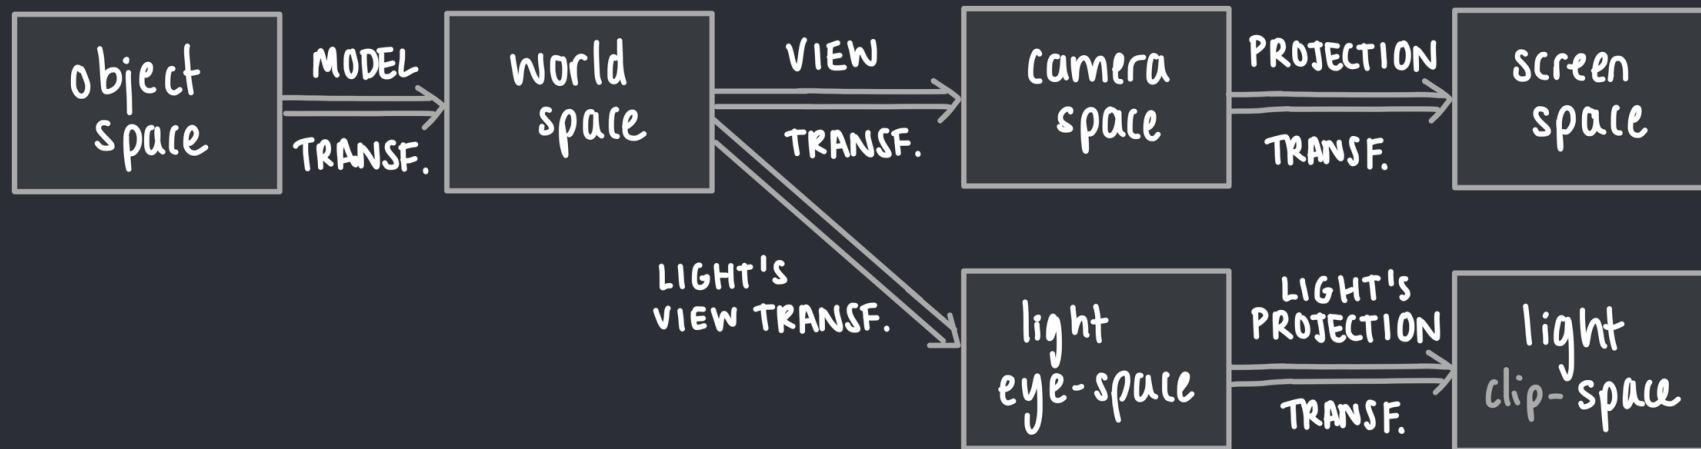 object
space
MODEL
TRANSF.
world
space
VIEW
TRANSF.
camera
space
PROJECTION
TRANSF.
screen
space
LIGHT'S
VIEW TRANSF.
light
eye-space
LIGHT'S
PROJECTION
TRANSF.
light
clip-space